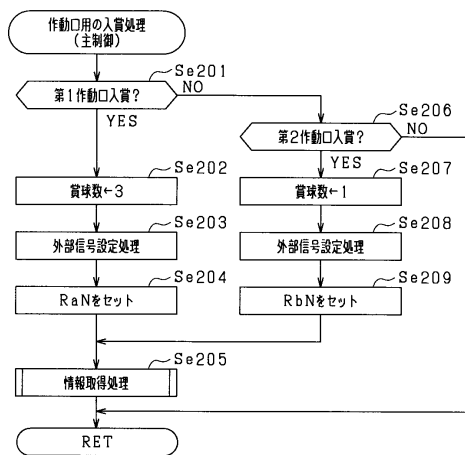 作動口用の入賞処理
(主制御)
Se201
第1作動口入賞?
NO
YES
Se206
第2作動口入賞?
NO
YES
Se202
賞球数←3
Se207
賞球数←1
Se203
外部信号設定処理
Se208
外部信号設定処理
Se204
RaNをセット
Se209
RbNをセット
Se205
情報取得処理
RET